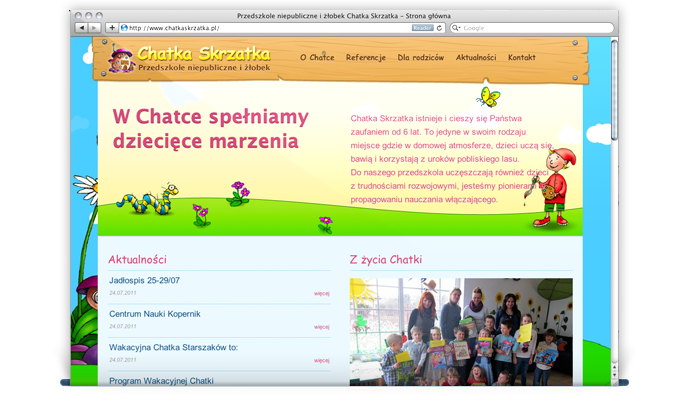 Przedszkole niepubliczne i żłobek Chatka Skrzatka – Strona główna
http://www.chatkaskrzatka.pl/
Reader
Google
Chatka Skrzatka
Przedszkole niepubliczne i żłobek
O Chatce
Referencje
Dla rodziców
Aktualności
Kontakt
W Chatce spełniamy
dziecięce marzenia
Chatka Skrzatka istnieje i cieszy się Państwa
zaufaniem od 6 lat. To jedyne w swoim rodzaju
miejsce gdzie w domowej atmosferze, dzieci uczą się,
bawią i korzystają z uroków pobliskiego lasu.
Do naszego przedszkola uczęszczają również dzieci
z trudnościami rozwojowymi, jesteśmy pionierami w
propagowaniu nauczania włączającego.
Aktualności
Jadłospis 25-29/07
24.07.2011
więcej
Centrum Nauki Kopernik
24.07.2011
więcej
Wakacyjna Chatka Starszaków to:
24.07.2011
więcej
Program Wakacyjnej Chatki
Z życia Chatki